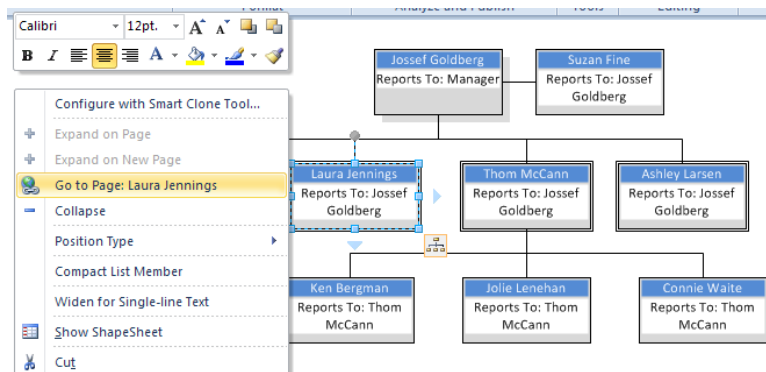 Format Analyze and Publish Tools Editing
Calibri 12pt. A A
B I A
Configure with Smart Clone Tool...
Expand on Page
Expand on New Page
Go to Page: Laura Jennings
Collapse
Position Type
Compact List Member
Widen for Single-line Text
Show ShapeSheet
Cut
Jossef Goldberg
Reports To: Manager
Suzan Fine
Reports To: Jossef
Goldberg
Laura Jennings
Reports To: Jossef
Goldberg
Thom McCann
Reports To: Jossef
Goldberg
Ashley Larsen
Reports To: Jossef
Goldberg
Ken Bergman
Reports To: Thom
McCann
Jolie Lenehan
Reports To: Thom
McCann
Connie Waite
Reports To: Thom
McCann